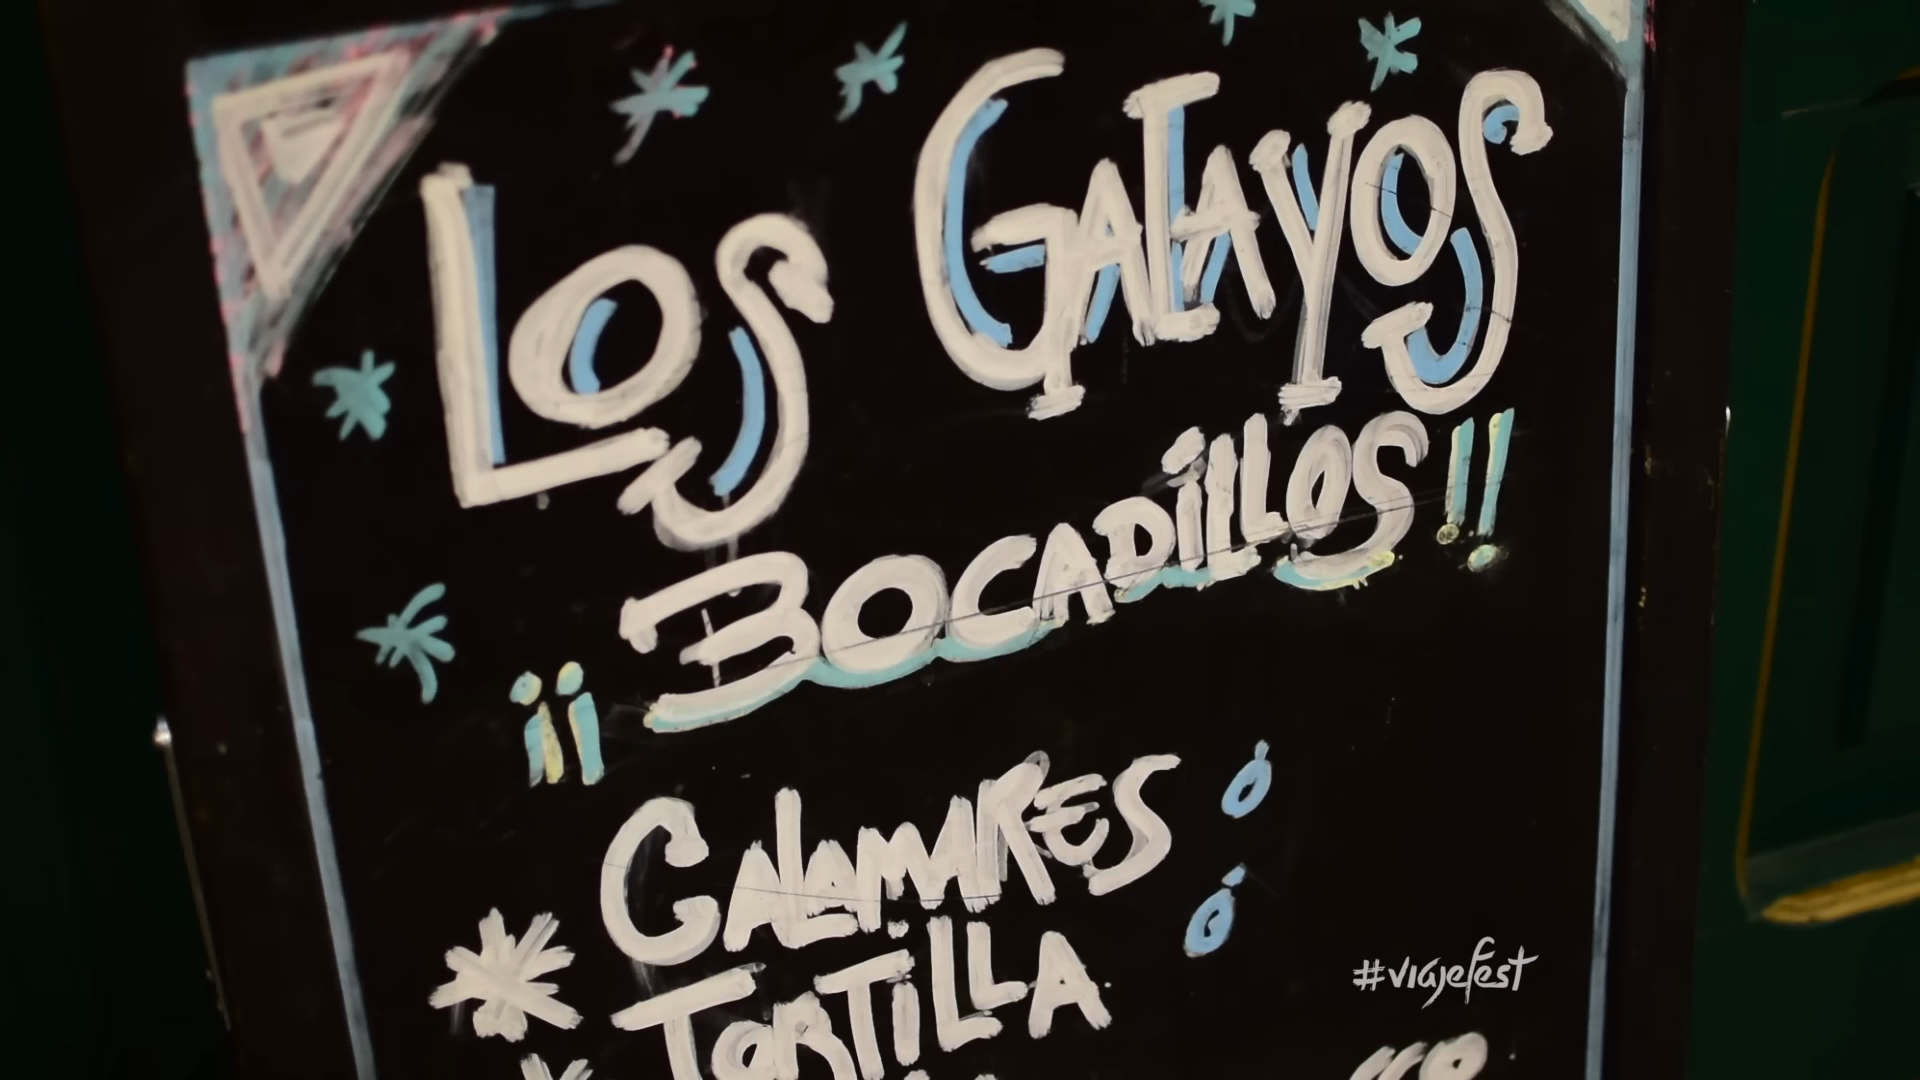 Los GALAYOS
¡¡ BOCADiLLOS !!
CALAMARES ó
TORTiLLA ó
#viajefest